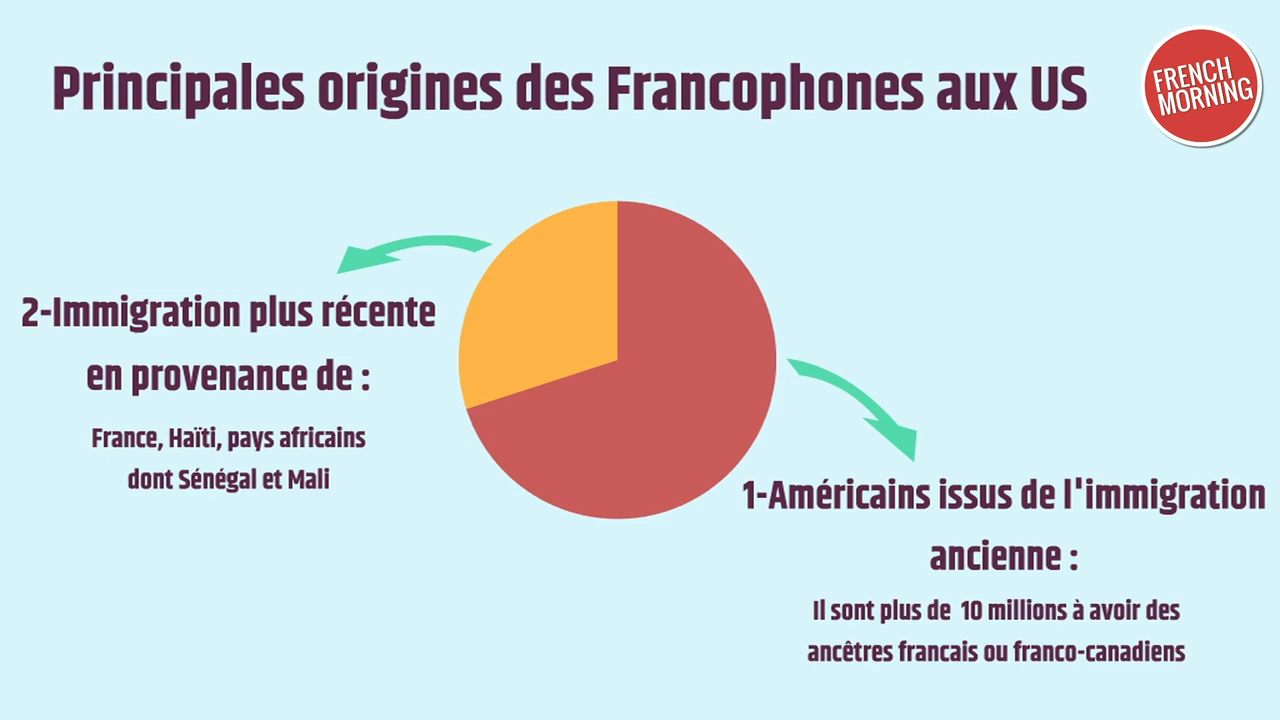 Principales origines des Francophones aux US
FRENCH
MORNING
2-Immigration plus récente
en provenance de :
France, Haïti, pays africains
dont Sénégal et Mali
1-Américains issus de l'immigration
ancienne :
Il sont plus de 10 millions à avoir des
ancêtres francais ou franco-canadiens